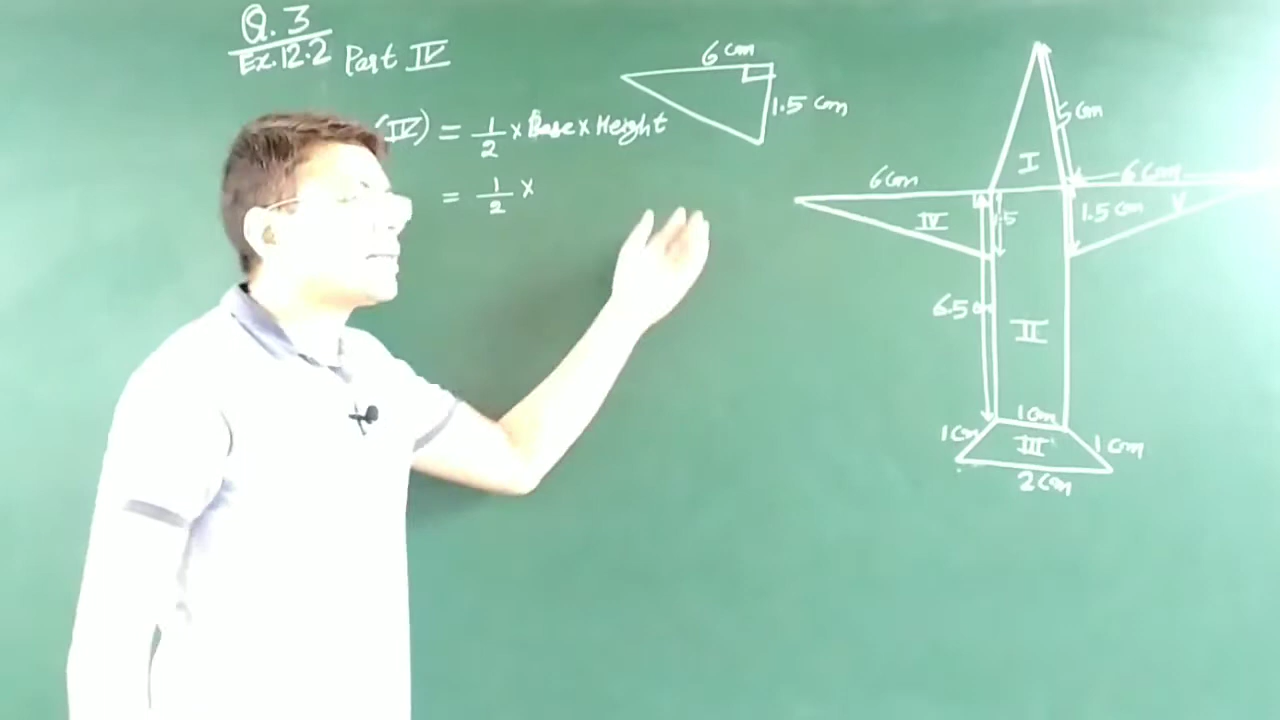 Q. 3
Ex. 12.2 Part IV
(IV) = 1/2 × Base × Height
= 1/2 ×
6 cm
1.5 cm
5 cm
I
6 cm
6 cm
IV
1.5
1.5 cm
V
6.5 cm
II
1 cm
1 cm
III
1 cm
2 cm